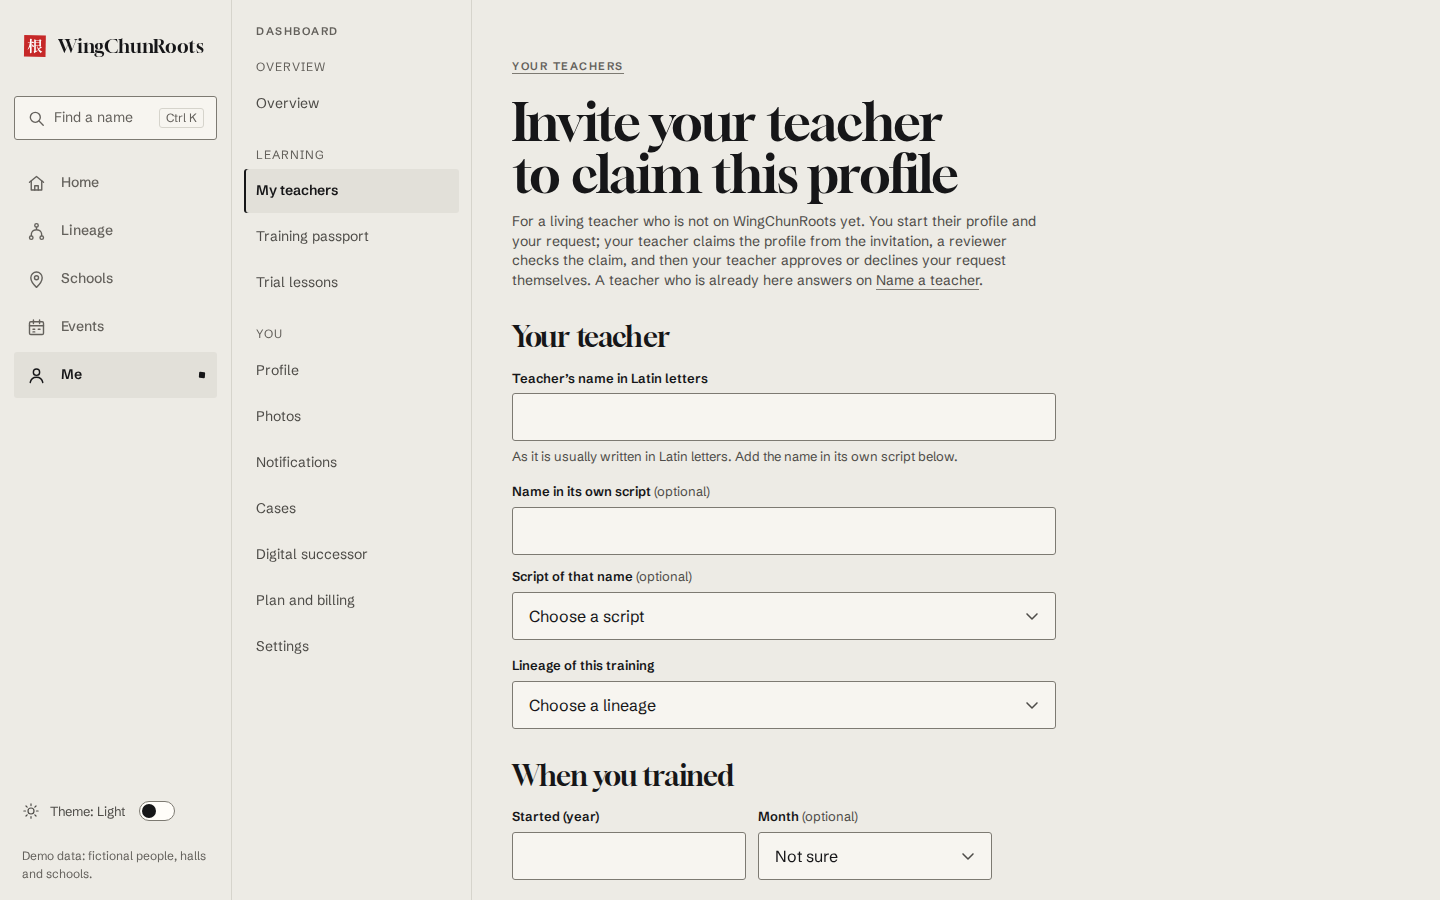 根 WingChunRoots
Find a name Ctrl K
Home
Lineage
Schools
Events
Me
Theme: Light
Demo data: fictional people, halls
and schools.
DASHBOARD
OVERVIEW
Overview
LEARNING
My teachers
Training passport
Trial lessons
YOU
Profile
Photos
Notifications
Cases
Digital successor
Plan and billing
Settings
YOUR TEACHERS
Invite your teacher
to claim this profile
For a living teacher who is not on WingChunRoots yet. You start their profile and
your request; your teacher claims the profile from the invitation, a reviewer
checks the claim, and then your teacher approves or declines your request
themselves. A teacher who is already here answers on Name a teacher.
Your teacher
Teacher's name in Latin letters
As it is usually written in Latin letters. Add the name in its own script below.
Name in its own script (optional)
Script of that name (optional)
Choose a script
Lineage of this training
Choose a lineage
When you trained
Started (year) Month (optional)
Not sure